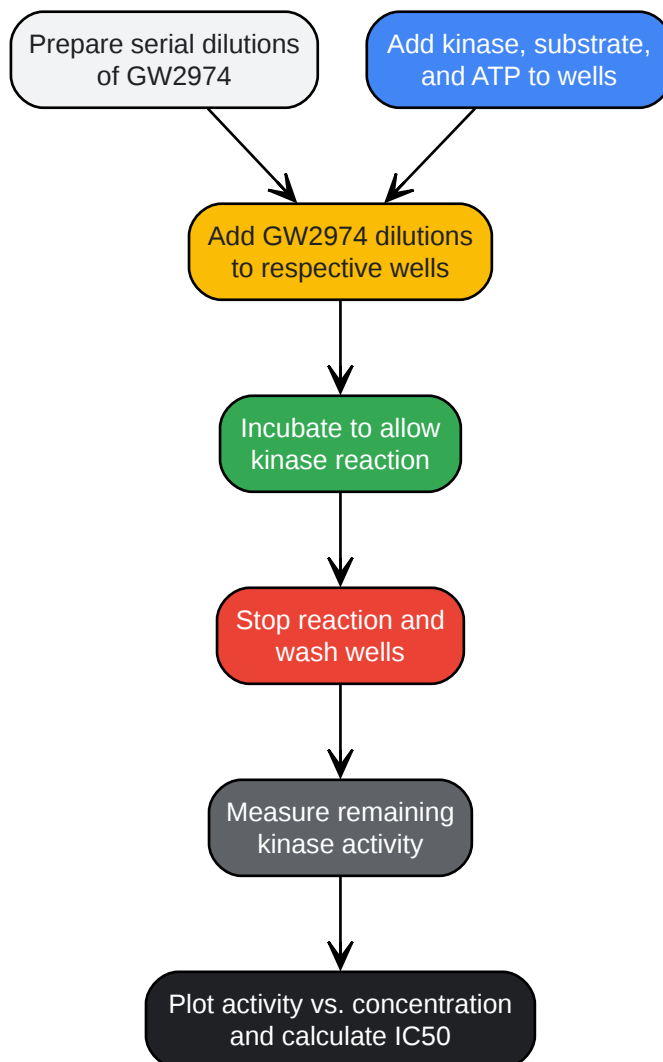 Prepare serial dilutions
of GW2974
Add kinase, substrate,
and ATP to wells
Add GW2974 dilutions
to respective wells
Incubate to allow
kinase reaction
Stop reaction and
wash wells
Measure remaining
kinase activity
Plot activity vs. concentration
and calculate IC50